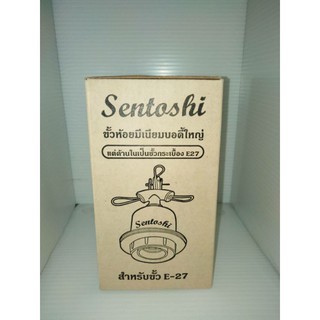 Sentoshi
ขั้วห้อยมีเนียมบอดี้ใหญ่
แต่ด้านในเป็นขั้วกระเบื้อง E27
Sentoshi
สำหรับขั้ว E-27